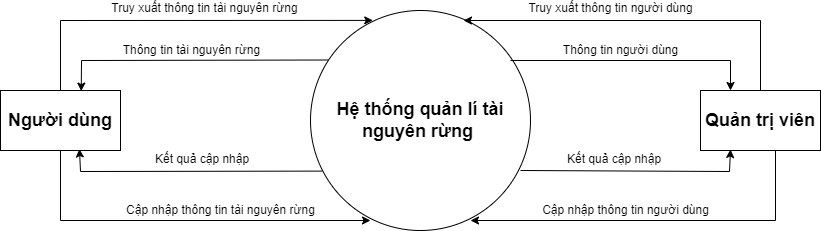 Truy xuất thông tin tài nguyên rừng
Truy xuất thông tin người dùng
Thông tin tài nguyên rừng
Thông tin người dùng
Người dùng
Hệ thống quản lí tài
nguyên rừng
Quản trị viên
Kết quả cập nhập
Kết quả cập nhập
Cập nhập thông tin tài nguyên rừng
Cập nhập thông tin người dùng